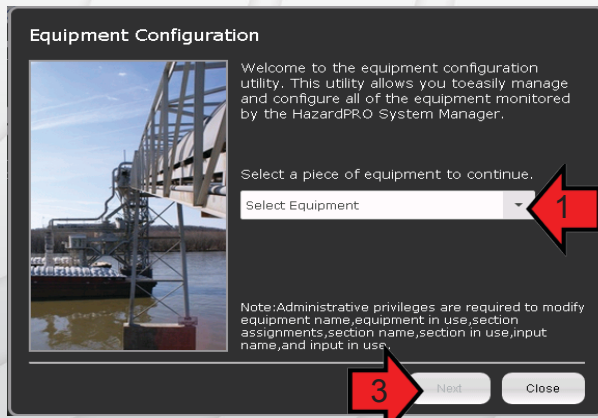 Equipment Configuration
Welcome to the equipment configuration
utility. This utility allows you toeasily manage
and configure all of the equipment monitored
by the HazardPRO System Manager.
Select a piece of equipment to continue.
Select Equipment
1
Note:Administrative privileges are required to modify
equipment name,equipment in use,section
assignments,section name,section in use,input
name,and input in use.
3
Next
Close